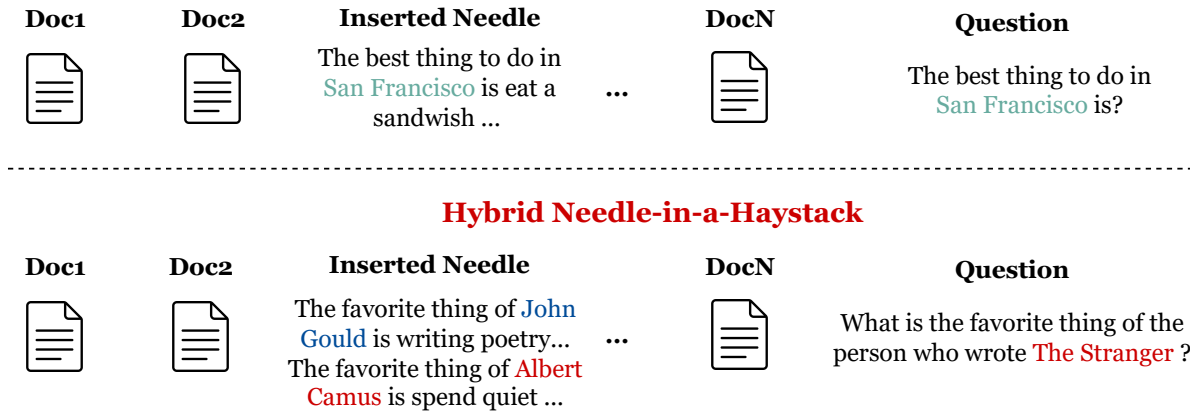 Doc1 Doc2 Inserted Needle DocN Question
The best thing to do in
San Francisco is eat a
sandwish ...
...
The best thing to do in
San Francisco is?
Hybrid Needle-in-a-Haystack
Doc1 Doc2 Inserted Needle DocN Question
The favorite thing of John
Gould is writing poetry...
The favorite thing of Albert
Camus is spend quiet ...
...
What is the favorite thing of the
person who wrote The Stranger ?